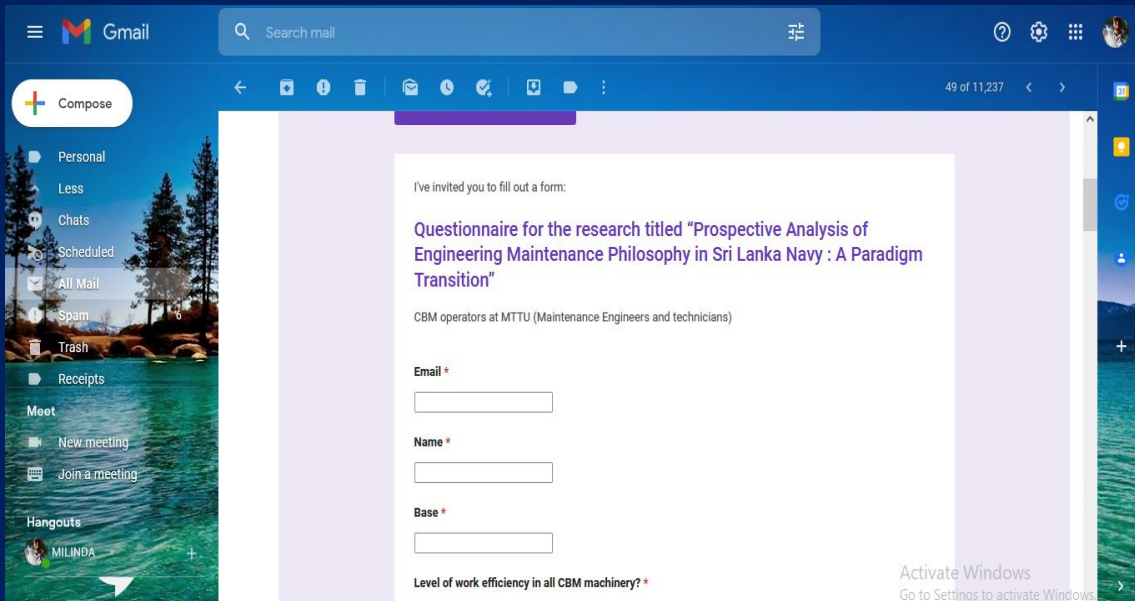 Gmail
Search mail
Compose
49 of 11,237
31
Personal
Less
Chats
Scheduled
All Mail
Spam 6
Trash
Receipts
Meet
New meeting
Join a meeting
Hangouts
MILINDA
I've invited you to fill out a form:
Questionnaire for the research titled “Prospective Analysis of
Engineering Maintenance Philosophy in Sri Lanka Navy : A Paradigm
Transition”
CBM operators at MTTU (Maintenance Engineers and technicians)
Email *
Name *
Base *
Level of work efficiency in all CBM machinery? *
Activate Windows
Go to Settings to activate Windows.